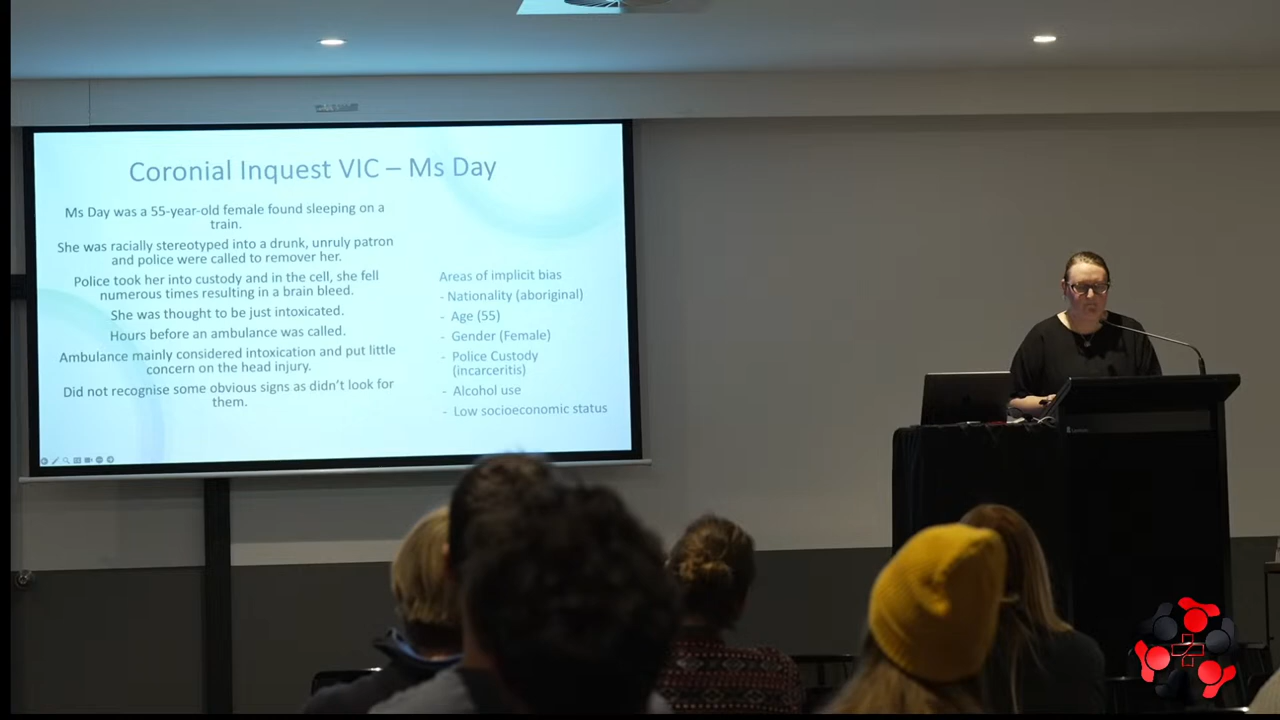 Coronial Inquest VIC – Ms Day
Ms Day was a 55-year-old female found sleeping on a
train.
She was racially stereotyped into a drunk, unruly patron
and police were called to remover her.
Police took her into custody and in the cell, she fell
numerous times resulting in a brain bleed.
She was thought to be just intoxicated.
Hours before an ambulance was called.
Ambulance mainly considered intoxication and put little
concern on the head injury.
Did not recognise some obvious signs as didn't look for
them.
Areas of implicit bias
- Nationality (aboriginal)
- Age (55)
- Gender (Female)
- Police Custody
(incarceritis)
- Alcohol use
- Low socioeconomic status